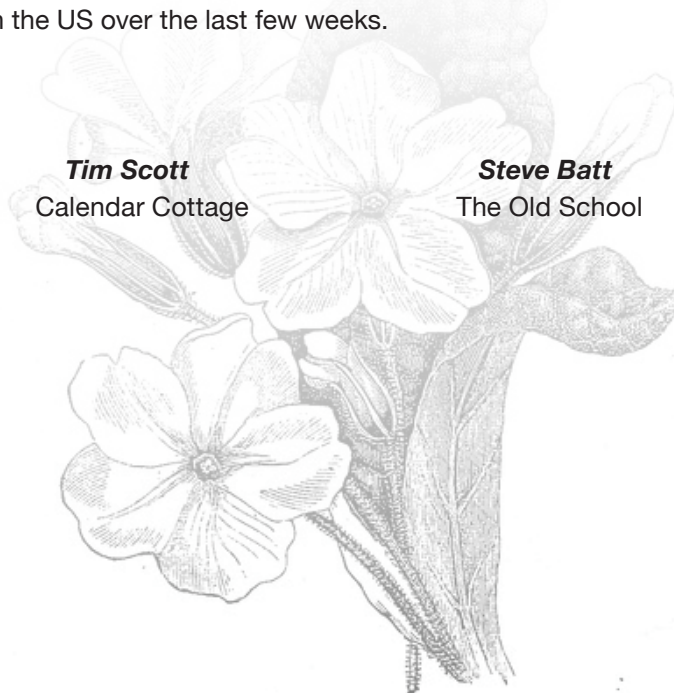 the US over the last few weeks.
Tim Scott
Steve Batt
Calendar Cottage
The Old School